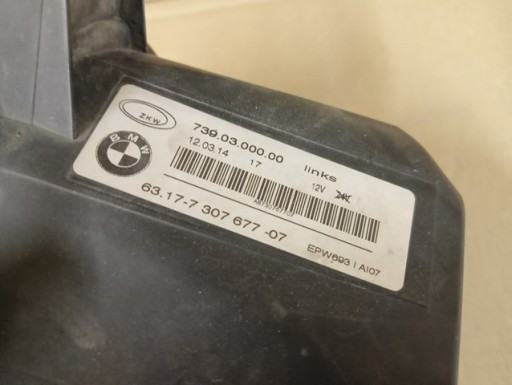 ZKW
739.03.000.00 links
12.03.14 17 12V 24V
BMW
63.17-7 307 677 -07
EPW693 I AI07